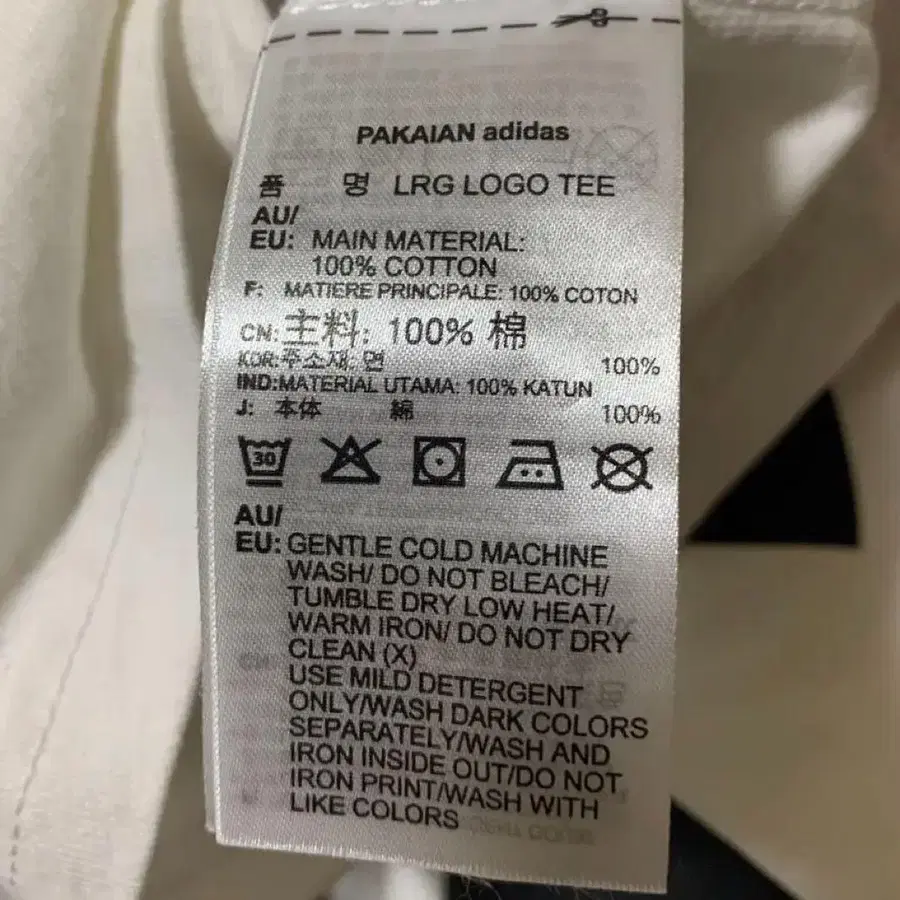 PAKAIAN adidas
품 명 LRG LOGO TEE
AU/
EU: MAIN MATERIAL:
100% COTTON
F: MATIERE PRINCIPALE: 100% COTON
CN: 主料: 100% 棉
KOR: 주소재: 면 100%
IND:MATERIAL UTAMA: 100% KATUN
J: 本体 綿 100%
30
AU/
EU: GENTLE COLD MACHINE
WASH/ DO NOT BLEACH/
TUMBLE DRY LOW HEAT/
WARM IRON/ DO NOT DRY
CLEAN (X)
USE MILD DETERGENT
ONLY/WASH DARK COLORS
SEPARATELY/WASH AND
IRON INSIDE OUT/DO NOT
IRON PRINT/WASH WITH
LIKE COLORS